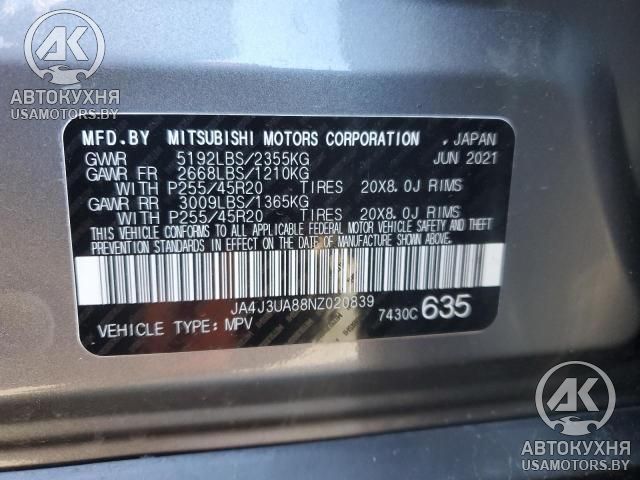 АК
АВТОКУХНЯ
USAMOTORS.BY
MFD.BY MITSUBISHI MOTORS CORPORATION JAPAN
GVWR 5192LBS/2355KG JUN 2021
GAWR FR 2668LBS/1210KG
WITH P255/45R20 TIRES 20X8.0J RIMS
GAWR RR 3009LBS/1365KG
WITH P255/45R20 TIRES 20X8.0J RIMS
THIS VEHICLE CONFORMS TO ALL APPLICABLE FEDERAL MOTOR VEHICLE SAFETY AND THEFT
PREVENTION STANDARDS IN EFFECT ON THE DATE OF MANUFACTURE SHOWN ABOVE.
JA4J3UA88NZ020839
7430C 635
VEHICLE TYPE: MPV
АК
АВТОКУХНЯ
USAMOTORS.BY